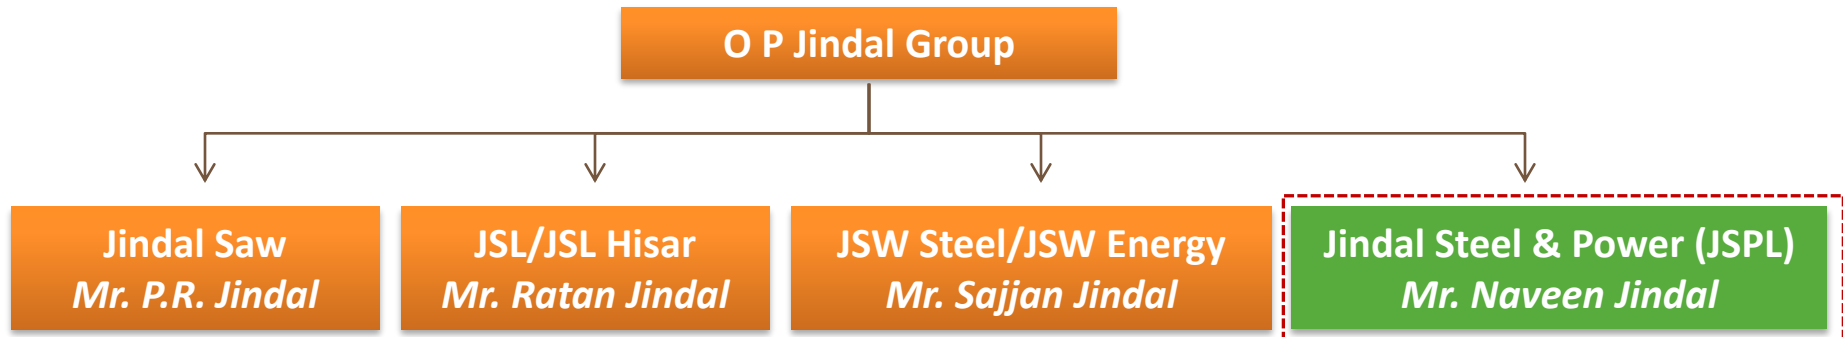 O P Jindal Group
Jindal Saw
Mr. P.R. Jindal
JSL/JSL Hisar
Mr. Ratan Jindal
JSW Steel/JSW Energy
Mr. Sajjan Jindal
Jindal Steel & Power (JSPL)
Mr. Naveen Jindal